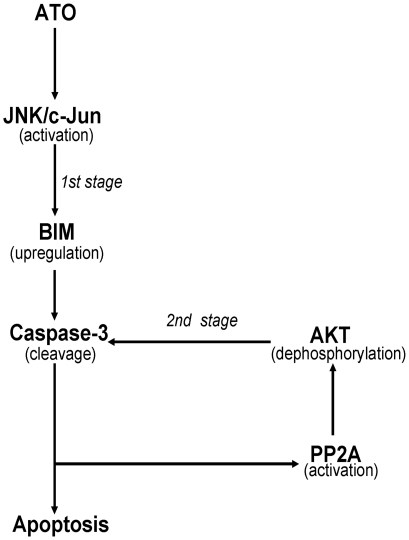 ATO
JNK/c-Jun
(activation)
1st stage
BIM
(upregulation)
2nd stage
Caspase-3
(cleavage)
AKT
(dephosphorylation)
PP2A
(activation)
Apoptosis